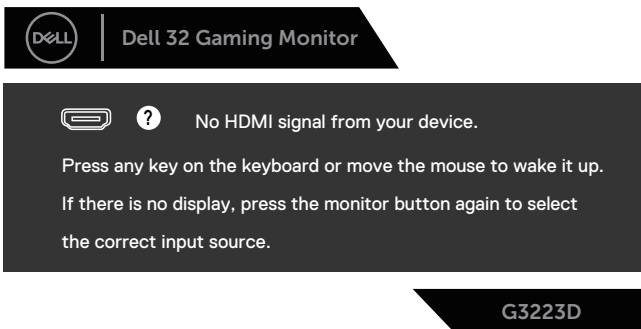 DELL
Dell 32 Gaming Monitor
? No HDMI signal from your device.
Press any key on the keyboard or move the mouse to wake it up.
If there is no display, press the monitor button again to select
the correct input source.
G3223D